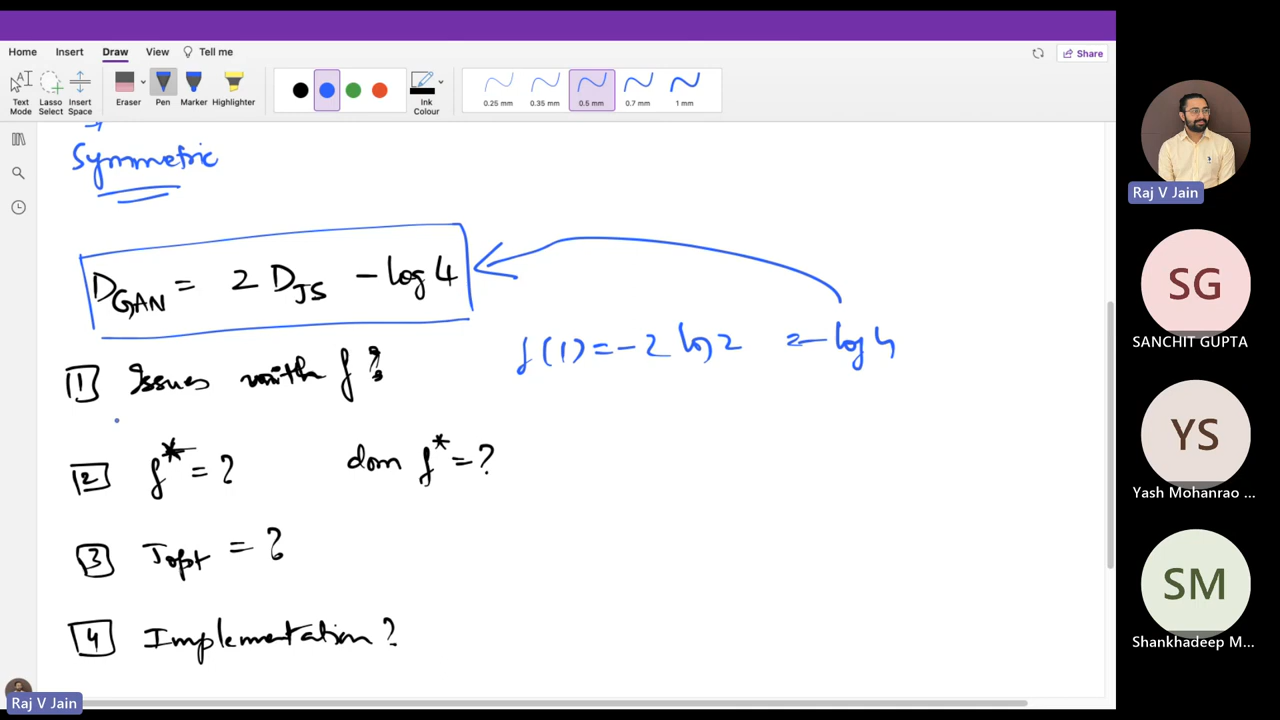 Home Insert Draw View Tell me
Share
Text Mode
Lasso Select
Insert Space
Eraser
Pen
Marker
Highlighter
Ink Colour
0.25 mm
0.35 mm
0.5 mm
0.7 mm
1 mm
Symmetric
D_GAN = 2 D_JS - log 4
f(1) = -2 log 2 = -log 4
1 Issues with f?
2 f* = ? dom f* = ?
3 Topt = ?
4 Implementation?
Raj V Jain
SG
SANCHIT GUPTA
YS
Yash Mohanrao ...
SM
Shankhadeep M...
Raj V Jain